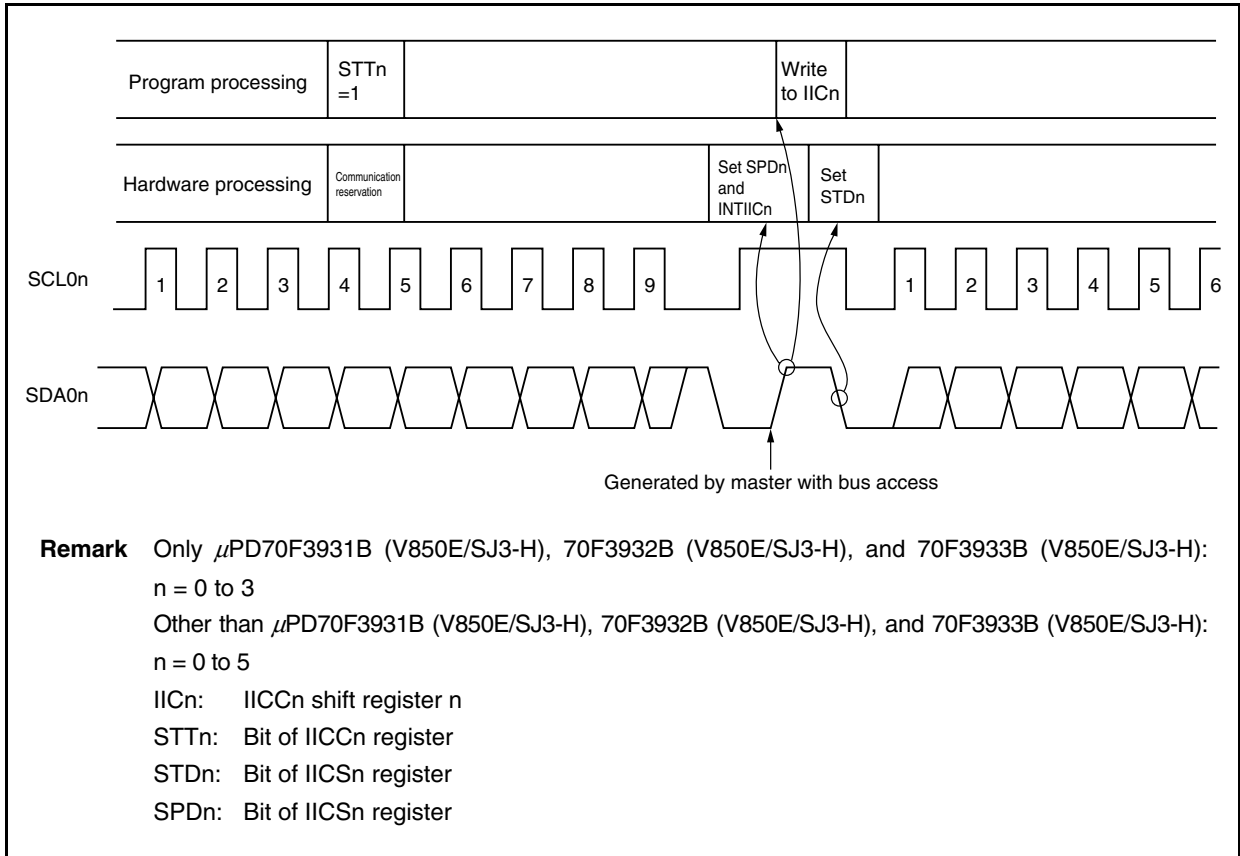 Program processing
STTn
=1
Write
to IICn
Hardware processing
Communication
reservation
Set SPDn
and
INTIICn
Set
STDn
SCL0n
1 2 3 4 5 6 7 8 9 1 2 3 4 5 6
SDA0n
Generated by master with bus access
Remark Only μPD70F3931B (V850E/SJ3-H), 70F3932B (V850E/SJ3-H), and 70F3933B (V850E/SJ3-H):
n = 0 to 3
Other than μPD70F3931B (V850E/SJ3-H), 70F3932B (V850E/SJ3-H), and 70F3933B (V850E/SJ3-H):
n = 0 to 5
IICn: IICCn shift register n
STTn: Bit of IICCn register
STDn: Bit of IICSn register
SPDn: Bit of IICSn register